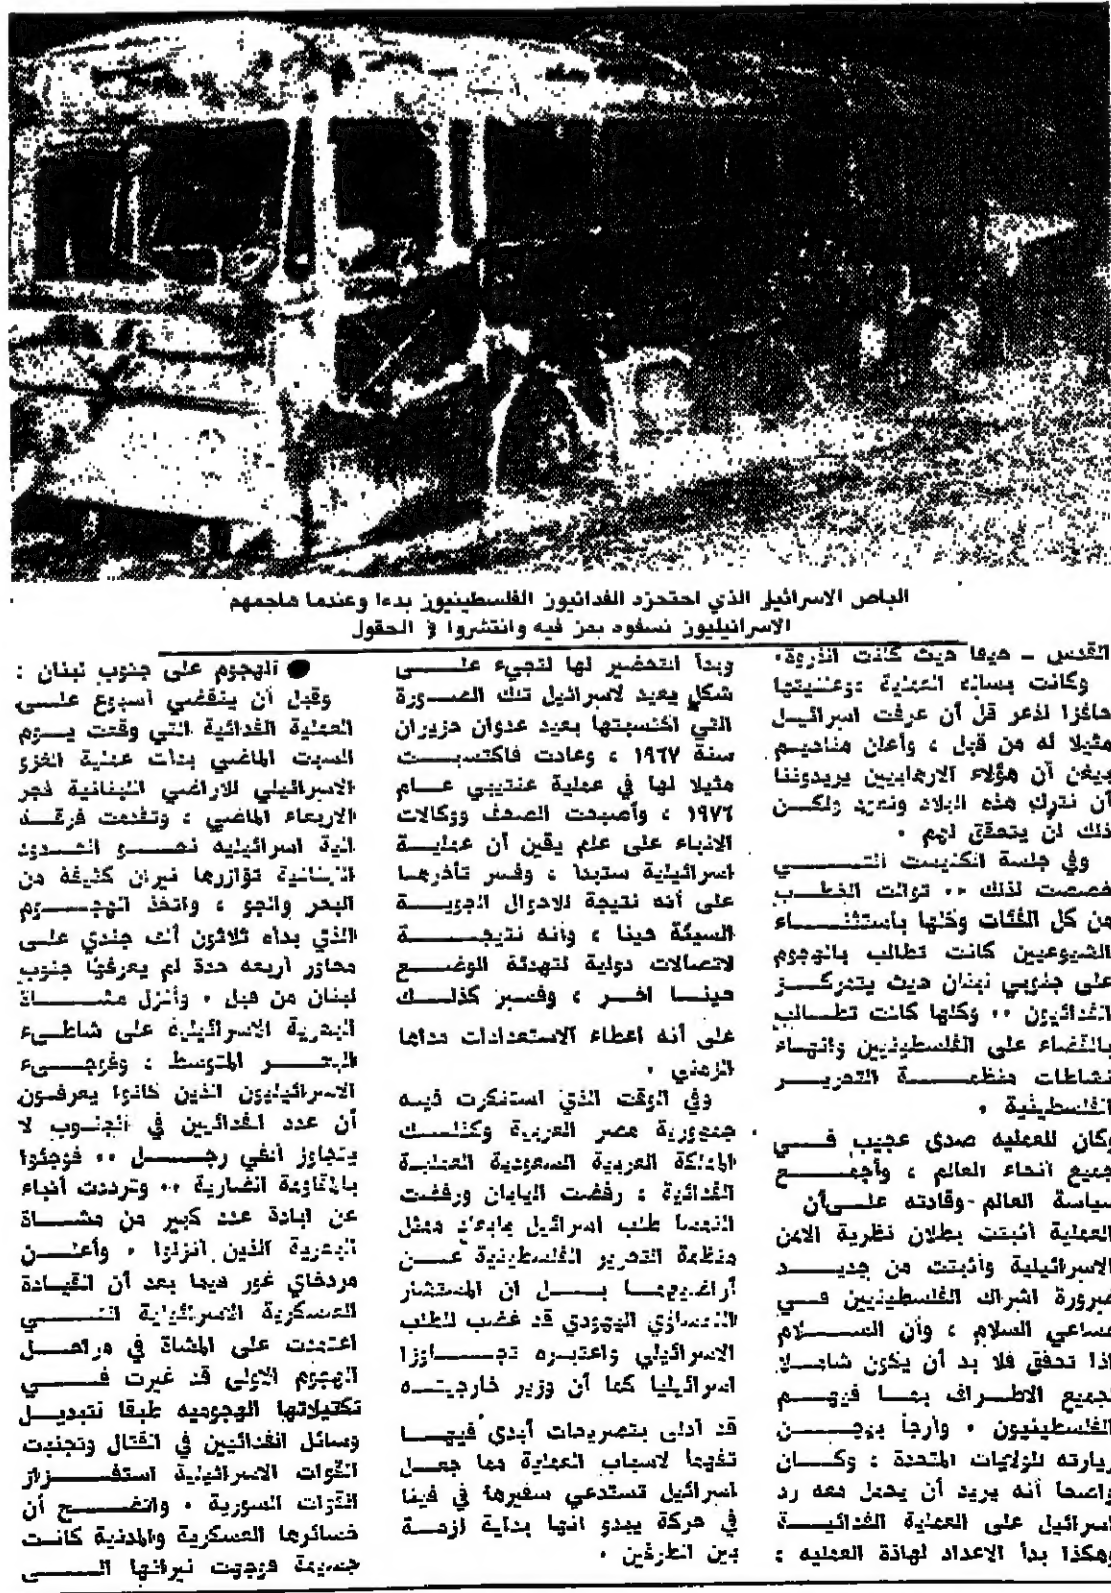 الباص الاسرائيلي الذي احتجزه الفدائيون الفلسطينيون بدءا وعندما هاجمهم
الاسرائيليون نسفوه بمن فيه وانتشروا في الحقول
القدس - حيفا حيث كانت الذروة.
وكانت بسالة العملية وعنفيتها
حافزا لذعر قل أن عرفت اسرائيل
مثيلا له من قبل ، وأعلن مناحيم
بيغن أن هؤلاء الارهابيين يريدوننا
أن نترك هذه البلاد ونعود ولكن
ذلك لن يتحقق لهم .
وفي جلسة الكنيست التي
خصصت لذلك .. توالت الخطب
من كل الفئات وكلها باستثناء
الشيوعيين كانت تطالب بالهجوم
على جنوبي لبنان حيث يتمركز
الفدائيون .. وكلها كانت تطالب
بالقضاء على الفلسطينيين وانهاء
نشاطات منظمة التحرير
الفلسطينية .
وكان للعمليه صدى عجيب في
جميع انحاء العالم ، وأجمع
سياسة العالم وقادته على أن
العملية أثبتت بطلان نظرية الامن
الاسرائيلية وأثبتت من جديد
ضرورة اشراك الفلسطينيين في
مساعي السلام ، وأن السلام
اذا تحقق فلا بد أن يكون شاملا
لجميع الاطراف بما فيهم
الفلسطينيون . وأرجأ بيجن
زيارته للولايات المتحدة ، وكان
واضحا أنه يريد أن يحمل معه رد
اسرائيل على العملية الفدائية
وهكذا بدأ الاعداد لهاذة العمليه :
وبدأ التحضير لها لتجيء على
شكل يعيد لاسرائيل تلك الصورة
التي اكتسبتها بعيد عدوان حزيران
سنة ١٩٦٧ ، وعادت فاكتسبت
مثيلا لها في عملية عنتيبي عام
١٩٧٦ ، وأصبحت الصحف ووكالات
الانباء على علم يقين أن عملية
اسرائيلية ستبدأ ، وفسر تأخرها
على أنه نتيجة للاحوال الجوية
السيئة حينا ، وأنه نتيجة
لاتصالات دولية لتهدئة الوضع
حينا اخر ، وفسر كذلك
على أنه اعطاء الاستعدادات مداها
الزمني .
وفي الوقت الذي استنكرت فيه
جمهورية مصر العربية وكذلك
المملكة العربية السعودية العملية
الفدائية ، رفضت اليابان ورفضت
النمسا طلب اسرائيل بابعاد ممثل
منظمة التحرير الفلسطينية عن
أراضيهما بل ان المستشار
النمساوي اليهودي قد غضب للطلب
الاسرائيلي واعتبره تجاوزا
اسرائيليا كما أن وزير خارجيته
قد أدلى بتصريحات أبدى فيها
تفهما لاسباب العملية مما جعل
اسرائيل تستدعي سفيرها في فينا
في حركة يبدو انها بداية أزمة
بين الطرفين .
● الهجوم على جنوب لبنان :
وقبل أن ينقضي أسبوع على
العملية الفدائية التي وقعت يوم
السبت الماضي بدأت عملية الغزو
الاسرائيلي للاراضي اللبنانية فجر
الاربعاء الماضي ، وتقدمت فرقة
الية اسرائيليه نحو الحدود
اللبنانية تؤازرها نيران كثيفة من
البحر والجو ، واتخذ الهجوم
الذي بدأه ثلاثون ألف جندي على
محاور أربعه حدة لم يعرفها جنوب
لبنان من قبل . وأنزل مشاة
البحرية الاسرائيلية على شاطىء
البحر المتوسط ، وفوجىء
الاسرائيليون الذين كانوا يعرفون
أن عدد الفدائيين في الجنوب لا
يتجاوز ألفي رجل .. فوجئوا
بالمقاومة الضارية .. وترددت أنباء
عن ابادة عدد كبير من مشاة
البحرية الذين أنزلوا . وأعلن
مردخاي غور فيما بعد أن القيادة
العسكرية الاسرائيلية التي
اعتمدت على المشاة في مراحل
الهجوم الاولى قد غيرت في
تكتيكاتها الهجوميه طبقا لتبديل
وسائل الفدائيين في القتال وتجنبت
القوات الاسرائيلية استفزاز
القوات السورية . واتضح أن
خسائرها العسكرية والمدنية كانت
جسيمة فوجهت نيرانها الى